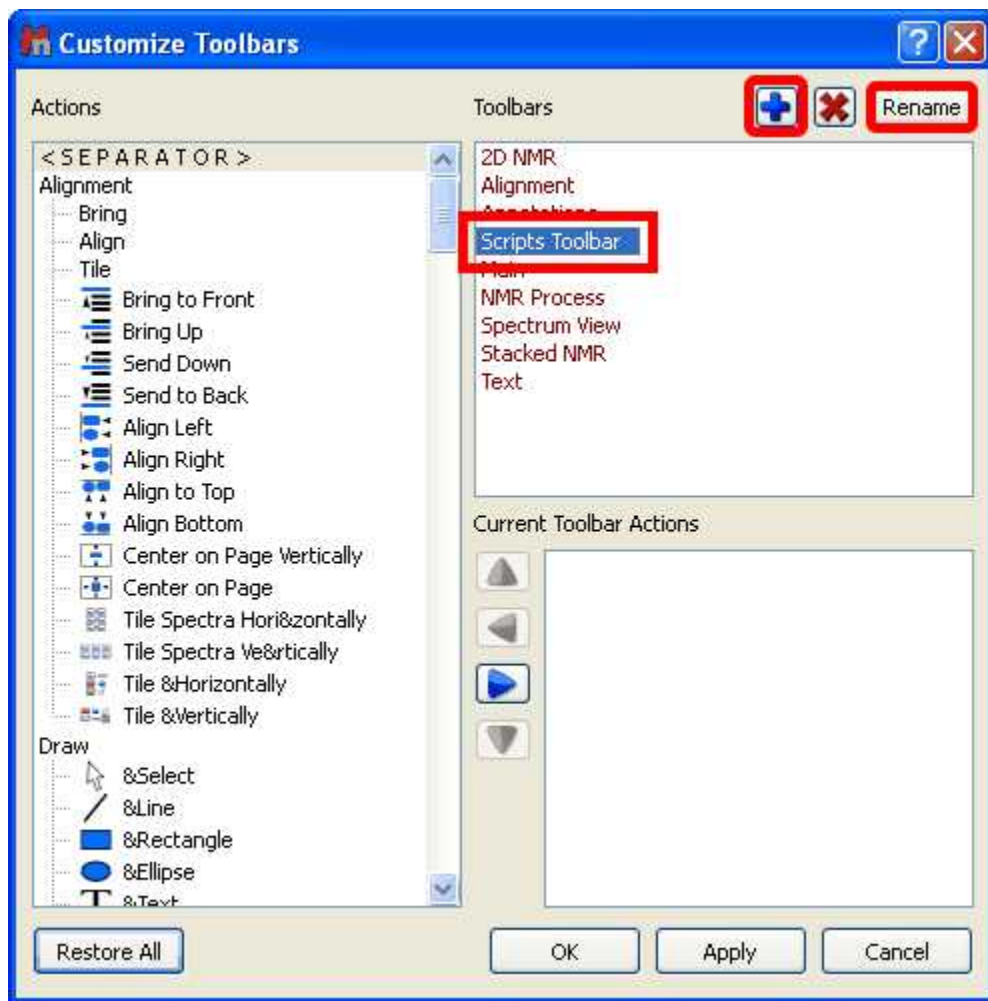 Customize Toolbars
Actions
Toolbars
Rename
<SEPARATOR>
Alignment
Bring
Align
Tile
Bring to Front
Bring Up
Send Down
Send to Back
Align Left
Align Right
Align to Top
Align Bottom
Center on Page Vertically
Center on Page
Tile Spectra Hori&zontally
Tile Spectra Ve&rtically
Tile &Horizontally
Tile &Vertically
Draw
&Select
&Line
&Rectangle
&Ellipse
&Text
2D NMR
Alignment
Annotations
Scripts Toolbar
Main
NMR Process
Spectrum View
Stacked NMR
Text
Current Toolbar Actions
Restore All
OK
Apply
Cancel